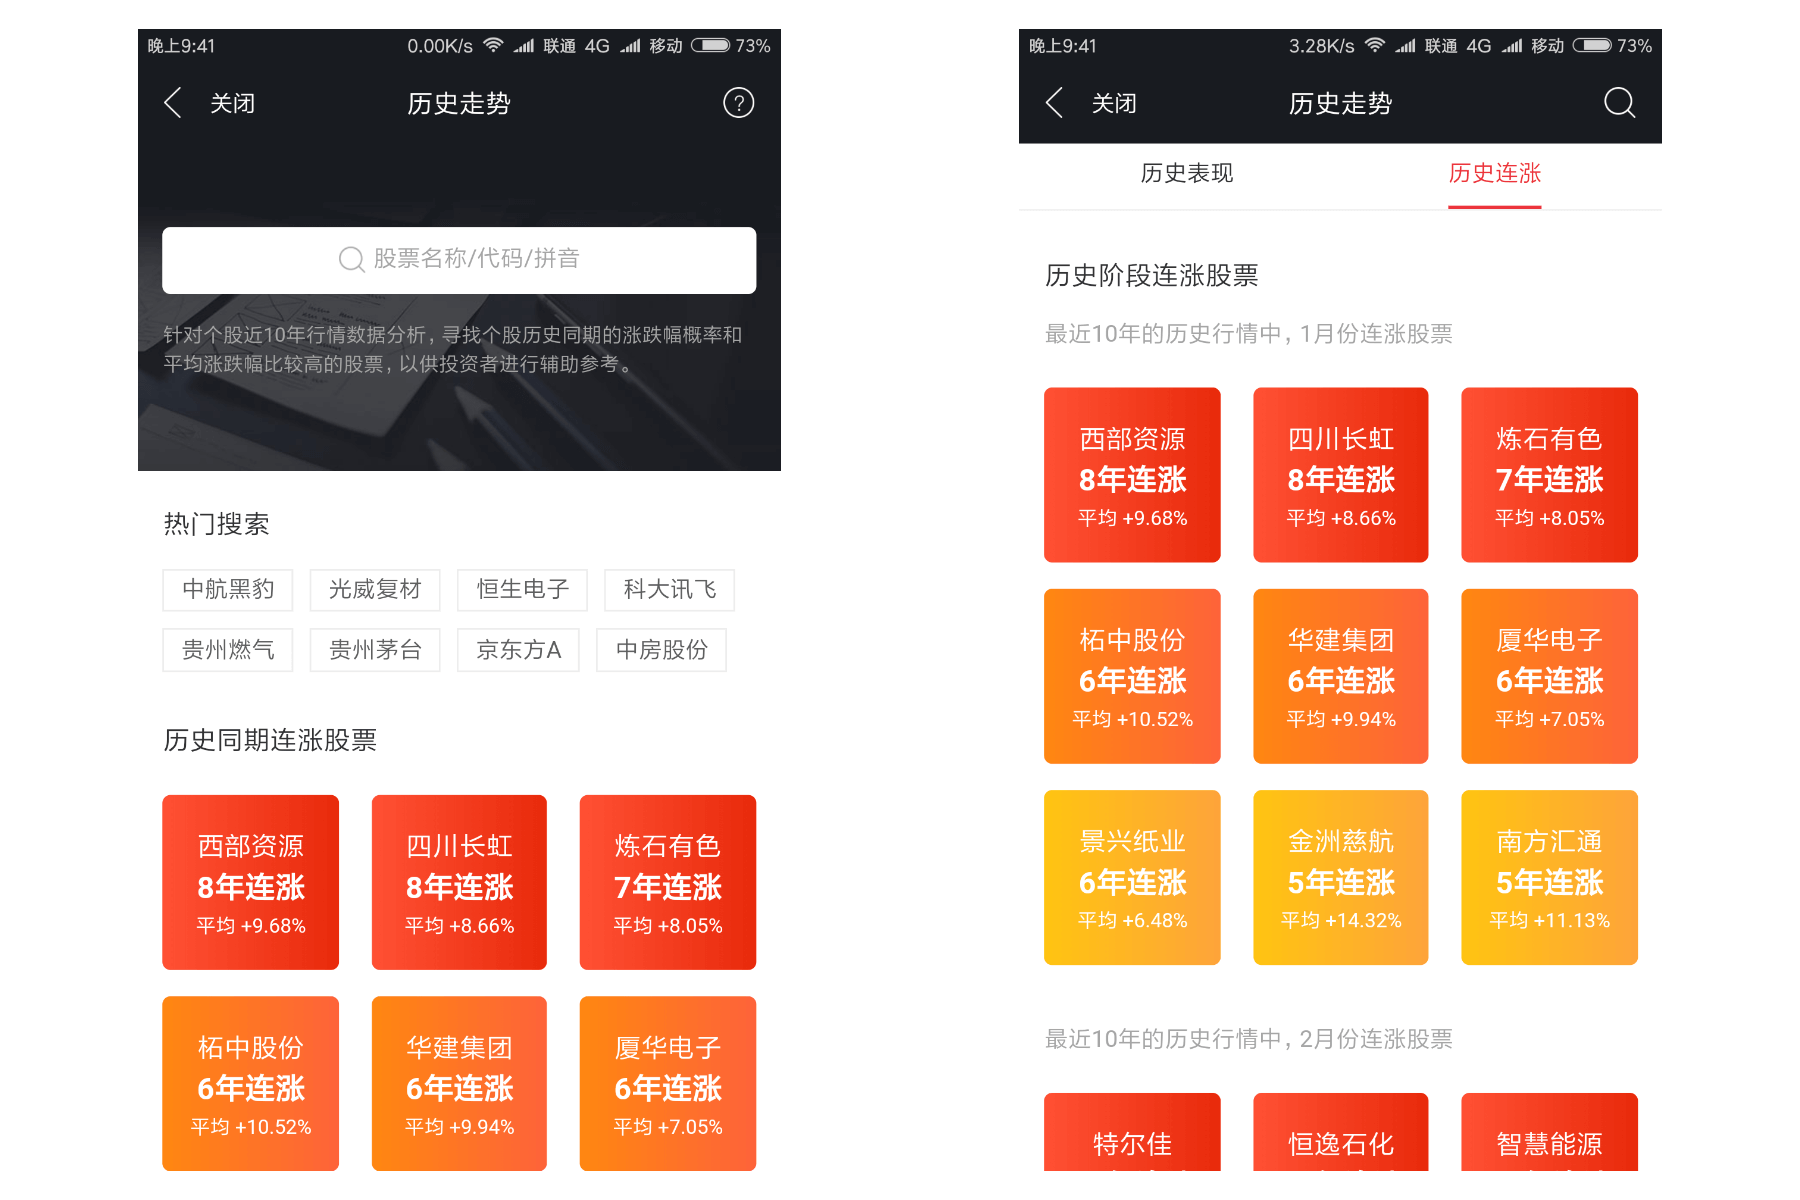 晚上9:41
0.00K/s 联通 4G 移动 73%
关闭
历史走势
股票名称/代码/拼音
针对个股近10年行情数据分析，寻找个股历史同期的涨跌幅概率和
平均涨跌幅比较高的股票，以供投资者进行辅助参考。
热门搜索
中航黑豹 光威复材 恒生电子 科大讯飞
贵州燃气 贵州茅台 京东方A 中房股份
历史同期连涨股票
西部资源
8年连涨
平均 +9.68%
四川长虹
8年连涨
平均 +8.66%
炼石有色
7年连涨
平均 +8.05%
柘中股份
6年连涨
平均 +10.52%
华建集团
6年连涨
平均 +9.94%
厦华电子
6年连涨
平均 +7.05%
晚上9:41
3.28K/s 联通 4G 移动 73%
关闭
历史走势
历史表现 历史连涨
历史阶段连涨股票
最近10年的历史行情中，1月份连涨股票
西部资源
8年连涨
平均 +9.68%
四川长虹
8年连涨
平均 +8.66%
炼石有色
7年连涨
平均 +8.05%
柘中股份
6年连涨
平均 +10.52%
华建集团
6年连涨
平均 +9.94%
厦华电子
6年连涨
平均 +7.05%
景兴纸业
6年连涨
平均 +6.48%
金洲慈航
5年连涨
平均 +14.32%
南方汇通
5年连涨
平均 +11.13%
最近10年的历史行情中，2月份连涨股票
特尔佳
恒逸石化
智慧能源